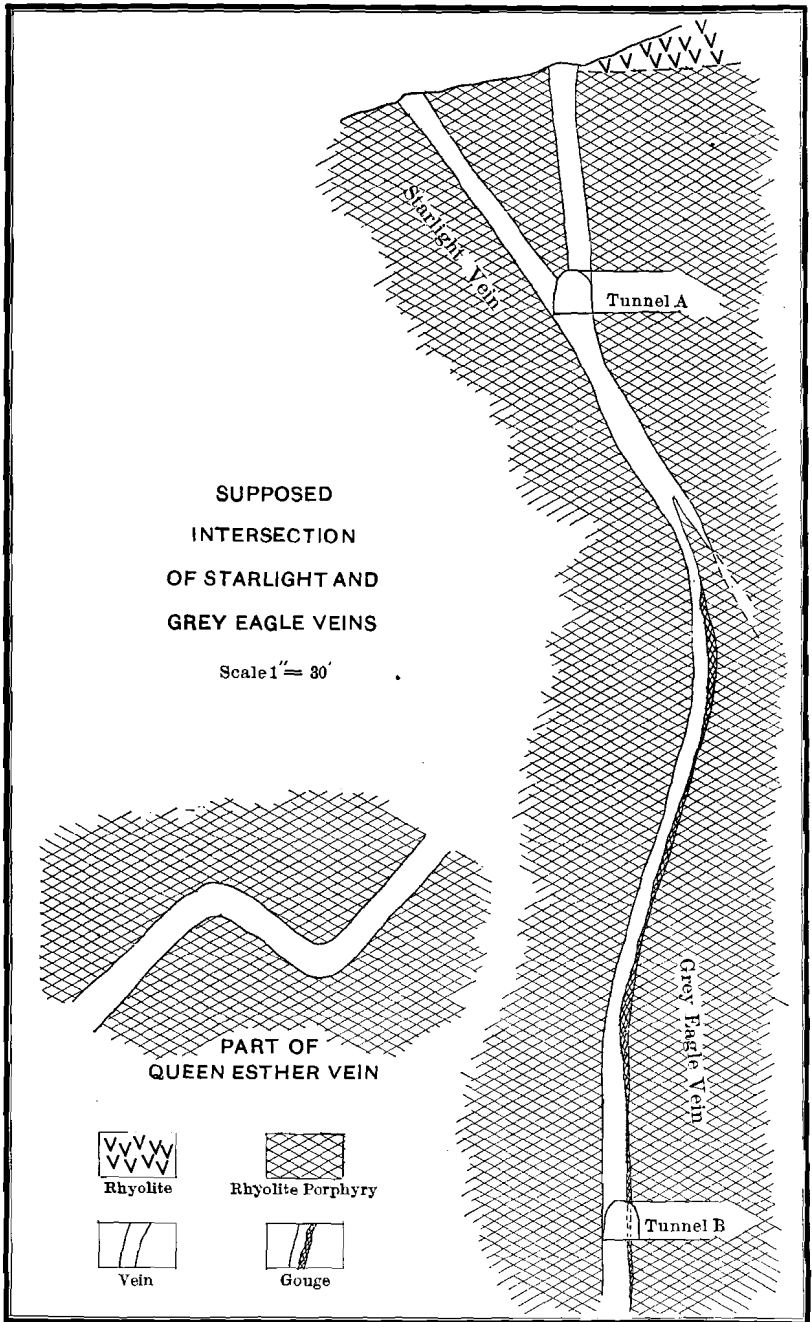 Starlight Vein
Tunnel A
SUPPOSED
INTERSECTION
OF STARLIGHT AND
GREY EAGLE VEINS
Scale 1" = 30'
Grey Eagle Vein
PART OF
QUEEN ESTHER VEIN
Rhyolite
Rhyolite Porphyry
Tunnel B
Vein
Gouge